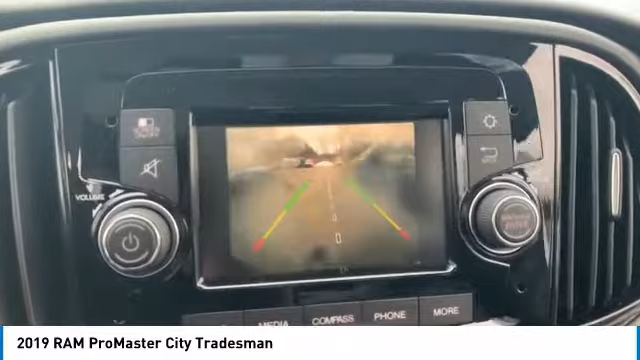 VOLUME
MEDIA
COMPASS
PHONE
MORE
2019 RAM ProMaster City Tradesman